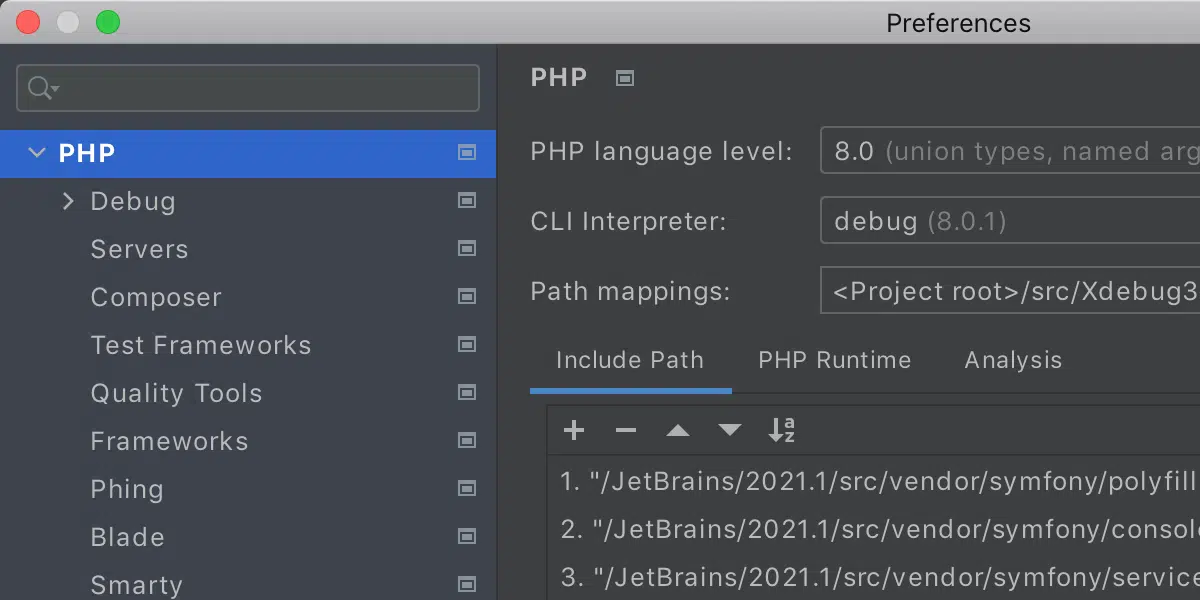 Preferences
PHP
Debug
Servers
Composer
Test Frameworks
Quality Tools
Frameworks
Phing
Blade
Smarty
PHP
PHP language level: 8.0 (union types, named arg
CLI Interpreter: debug (8.0.1)
Path mappings: <Project root>/src/Xdebug3
Include Path PHP Runtime Analysis
1. "/JetBrains/2021.1/src/vendor/symfony/polyfill
2. "/JetBrains/2021.1/src/vendor/symfony/consol
3. "/JetBrains/2021.1/src/vendor/symfony/service